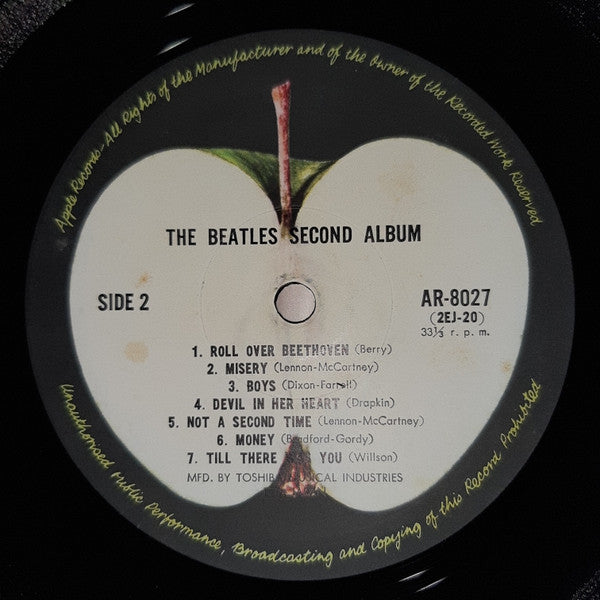 Apple Records-All Rights of the Manufacturer and of the Owner of the Recorded Work Reserved
THE BEATLES SECOND ALBUM
SIDE 2
AR-8027
(2EJ-20)
33⅓ r. p. m.
1. ROLL OVER BEETHOVEN (Berry)
2. MISERY (Lennon-McCartney)
3. BOYS (Dixon-Farrell)
4. DEVIL IN HER HEART (Drapkin)
5. NOT A SECOND TIME (Lennon-McCartney)
6. MONEY (Bradford-Gordy)
7. TILL THERE WAS YOU (Willson)
MFD. BY TOSHIBA MUSICAL INDUSTRIES
Unauthorised Public Performance, Broadcasting and Copying of this Record Prohibited